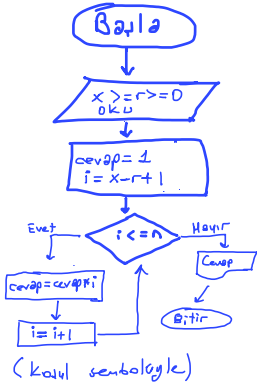 Başla
x >= r >= 0
oku
cevap = 1
i = x-r+1
i <= n
Evet
Hayır
cevap = cevap*i
Cevap
i = i+1
Bitir
(Koşul sembolüyle)